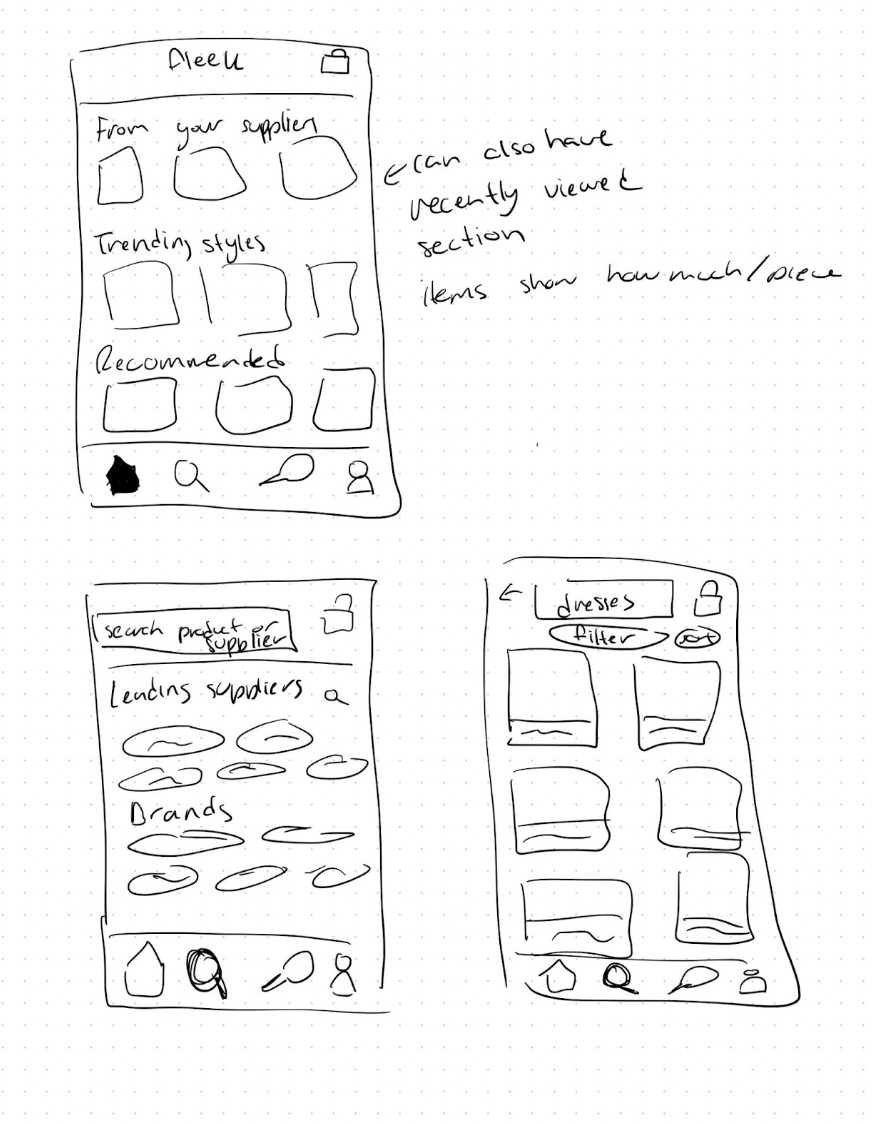 Fleek
From your suppliers
Trending styles
Recommended
← can also have
recently viewed
section
items show how much/piece
search product or
supplier
Leading suppliers
Brands
dresses
filter
sort